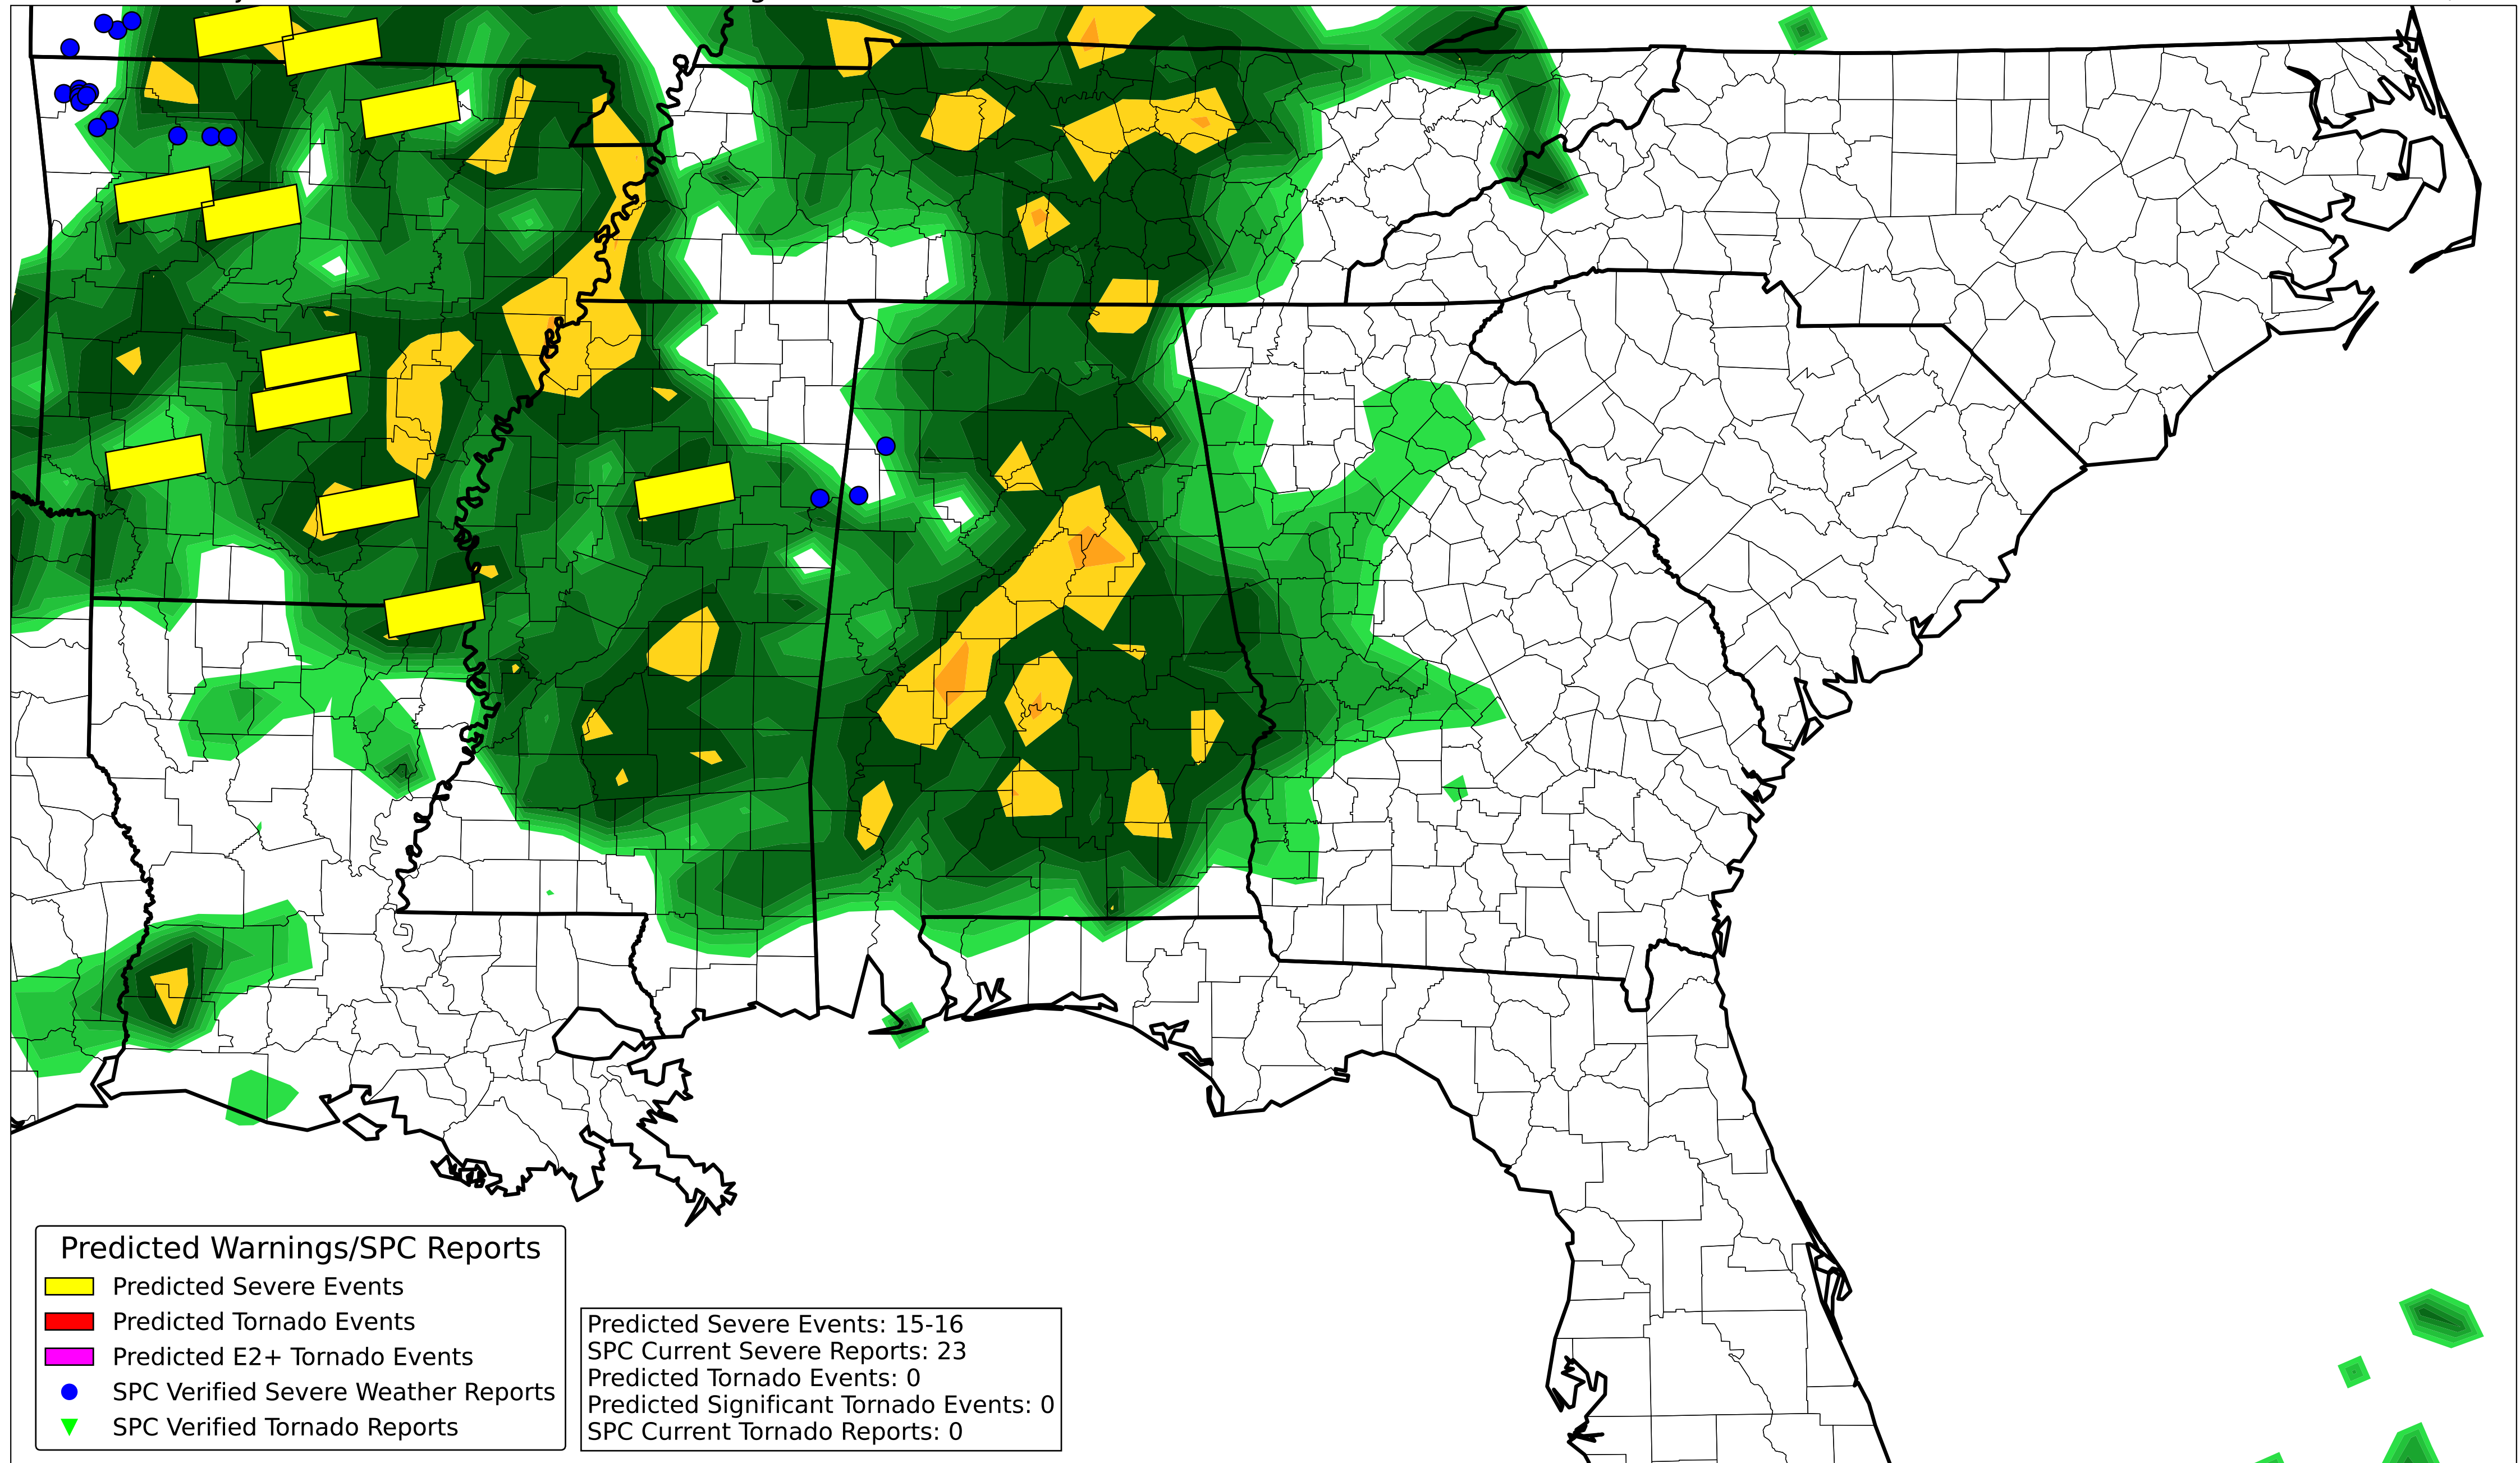 Predicted Warnings/SPC Reports
Predicted Severe Events
Predicted Tornado Events
Predicted E2+ Tornado Events
SPC Verified Severe Weather Reports
SPC Verified Tornado Reports
Predicted Severe Events: 15-16
SPC Current Severe Reports: 23
Predicted Tornado Events: 0
Predicted Significant Tornado Events: 0
SPC Current Tornado Reports: 0